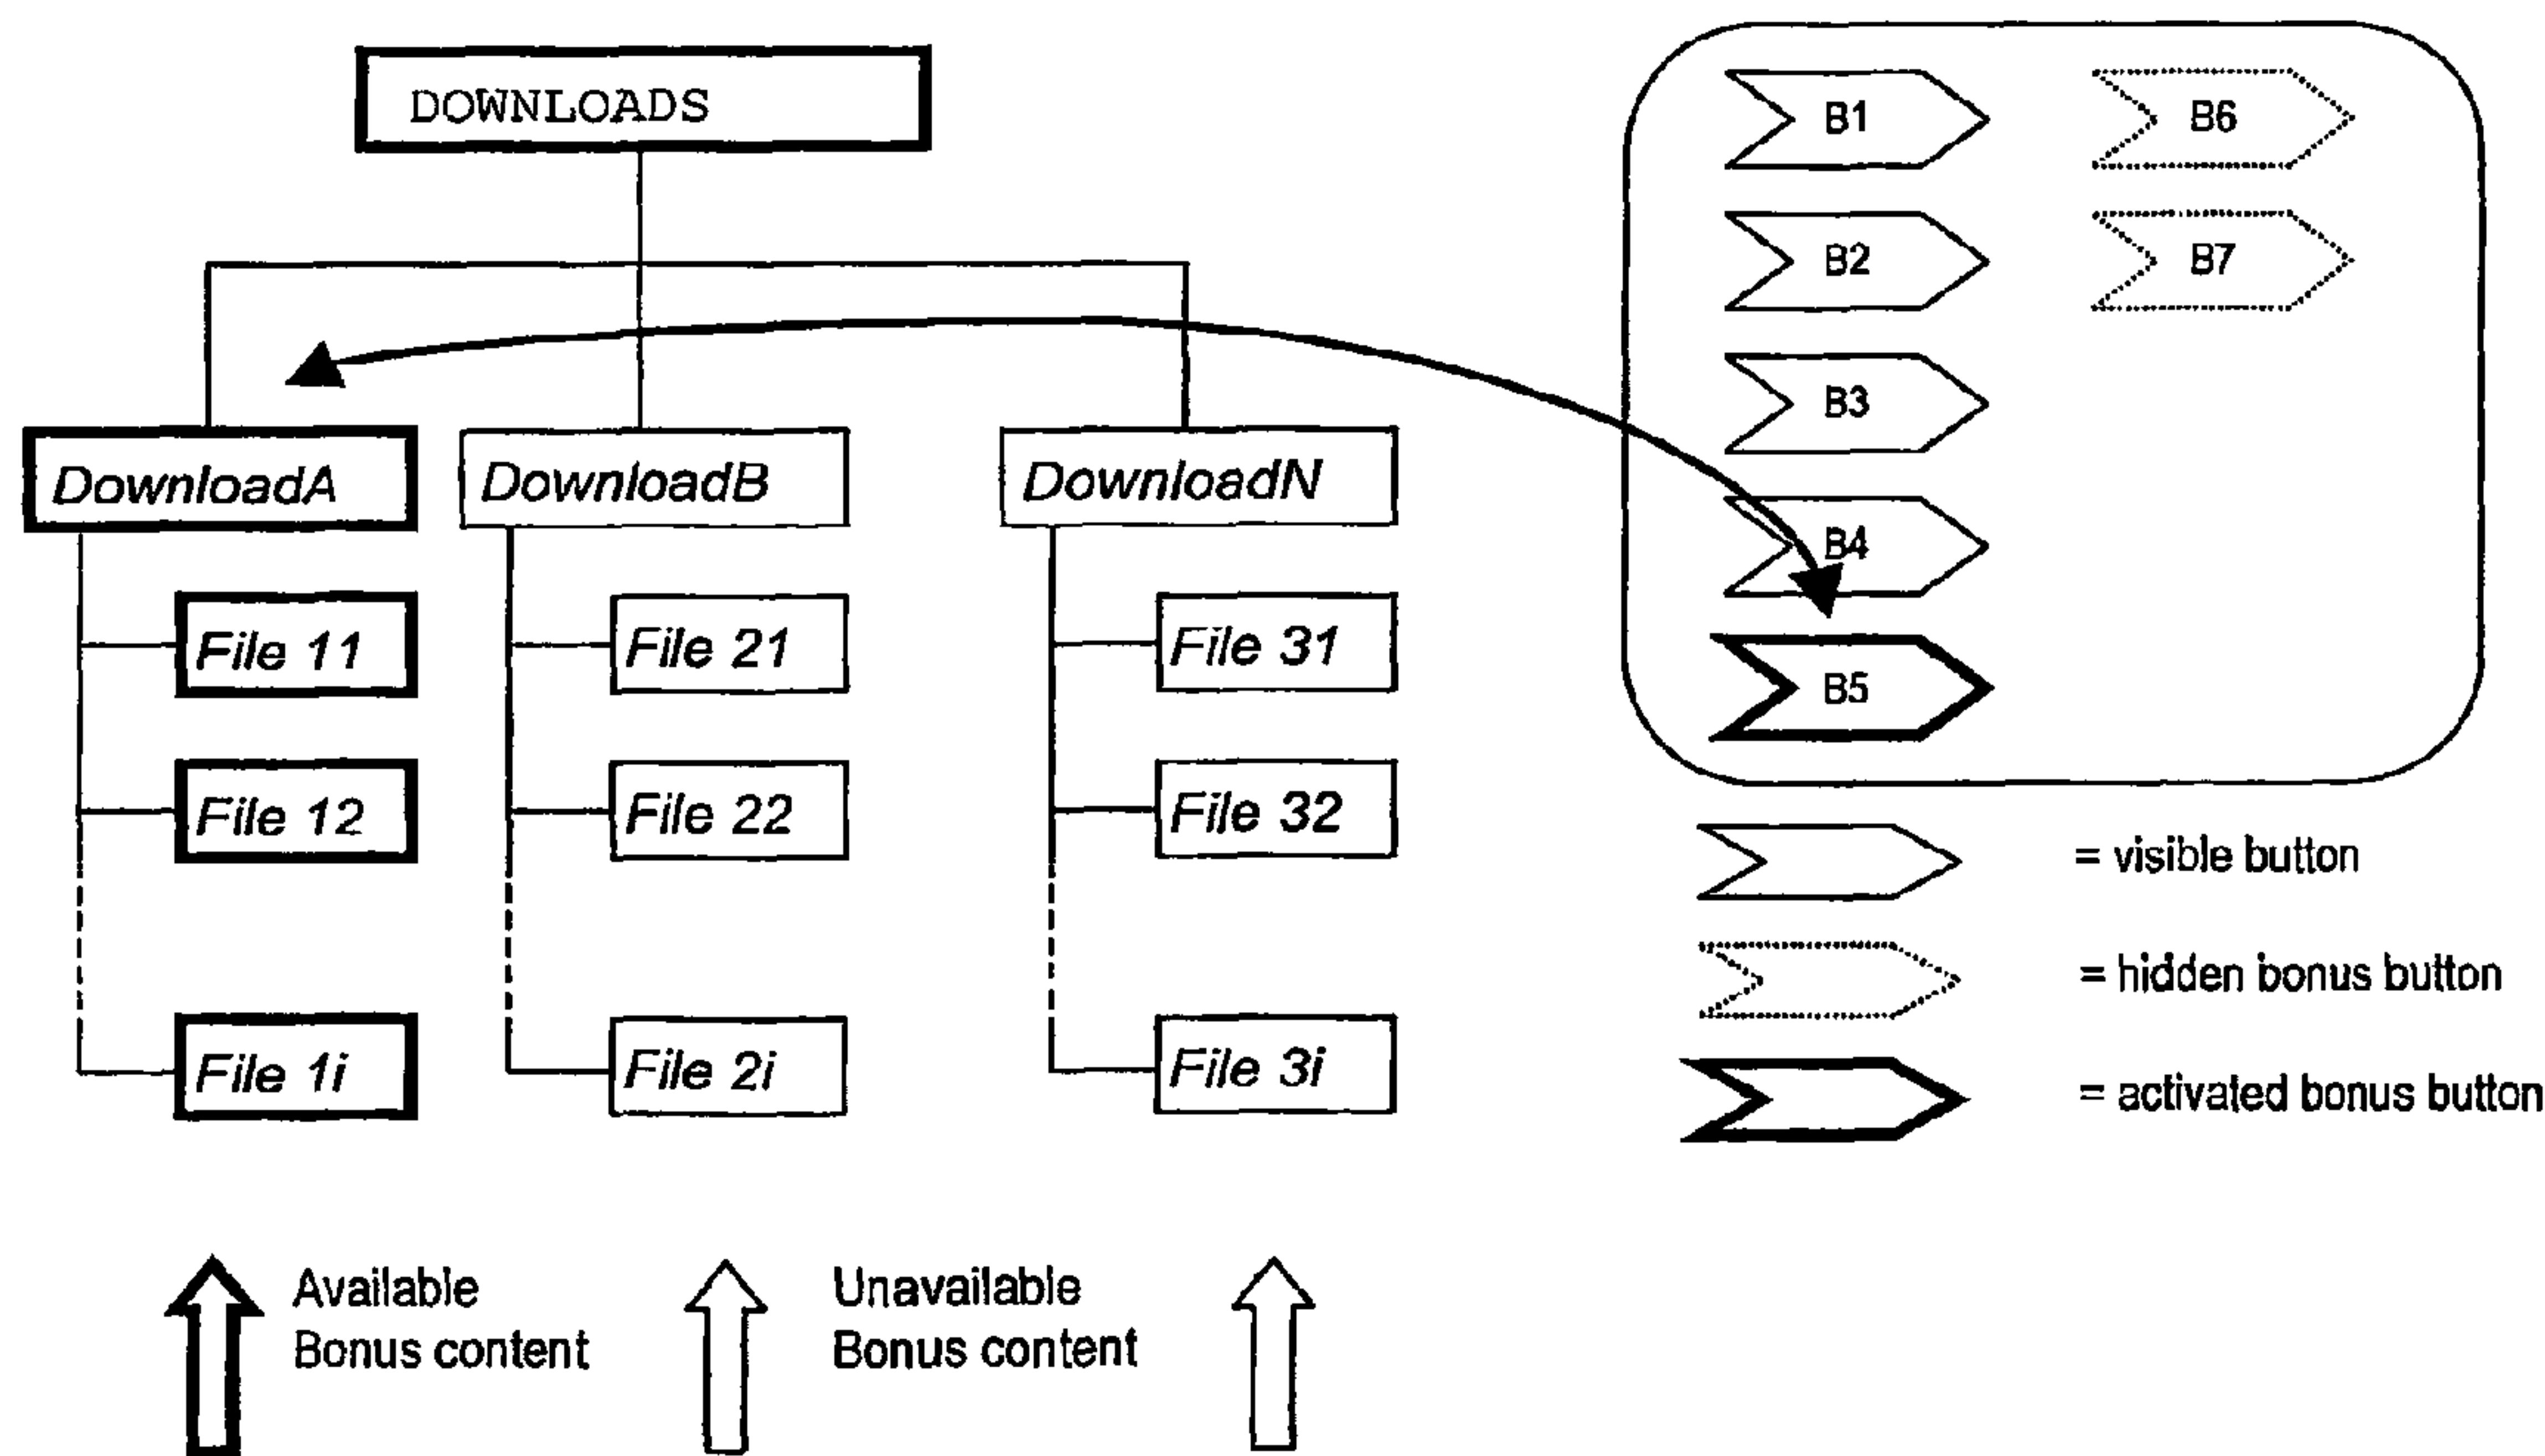 DOWNLOADS
DownloadA
DownloadB
DownloadN
File 11
File 21
File 31
File 12
File 22
File 32
File 1i
File 2i
File 3i
Available
Bonus content
Unavailable
Bonus content
B1
B6
B2
B7
B3
B4
B5
= visible button
= hidden bonus button
= activated bonus button